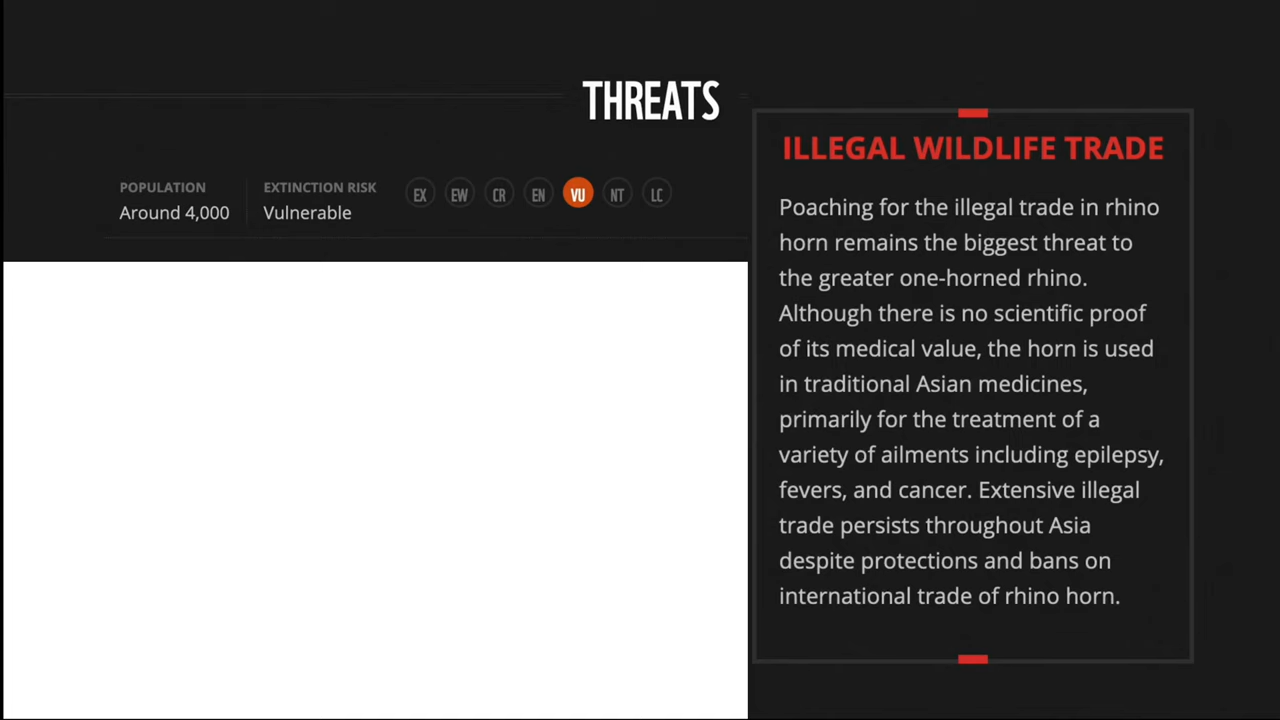 THREATS
POPULATION
Around 4,000
EXTINCTION RISK
Vulnerable
EX EW CR EN VU NT LC
ILLEGAL WILDLIFE TRADE
Poaching for the illegal trade in rhino
horn remains the biggest threat to
the greater one-horned rhino.
Although there is no scientific proof
of its medical value, the horn is used
in traditional Asian medicines,
primarily for the treatment of a
variety of ailments including epilepsy,
fevers, and cancer. Extensive illegal
trade persists throughout Asia
despite protections and bans on
international trade of rhino horn.